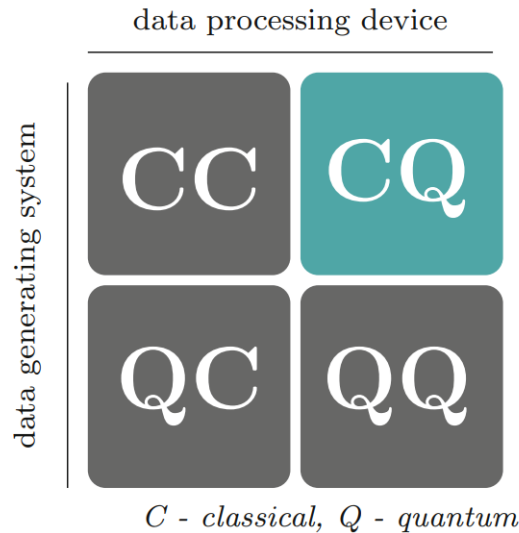 data processing device
data generating system
CC CQ
QC QQ
C - classical, Q - quantum